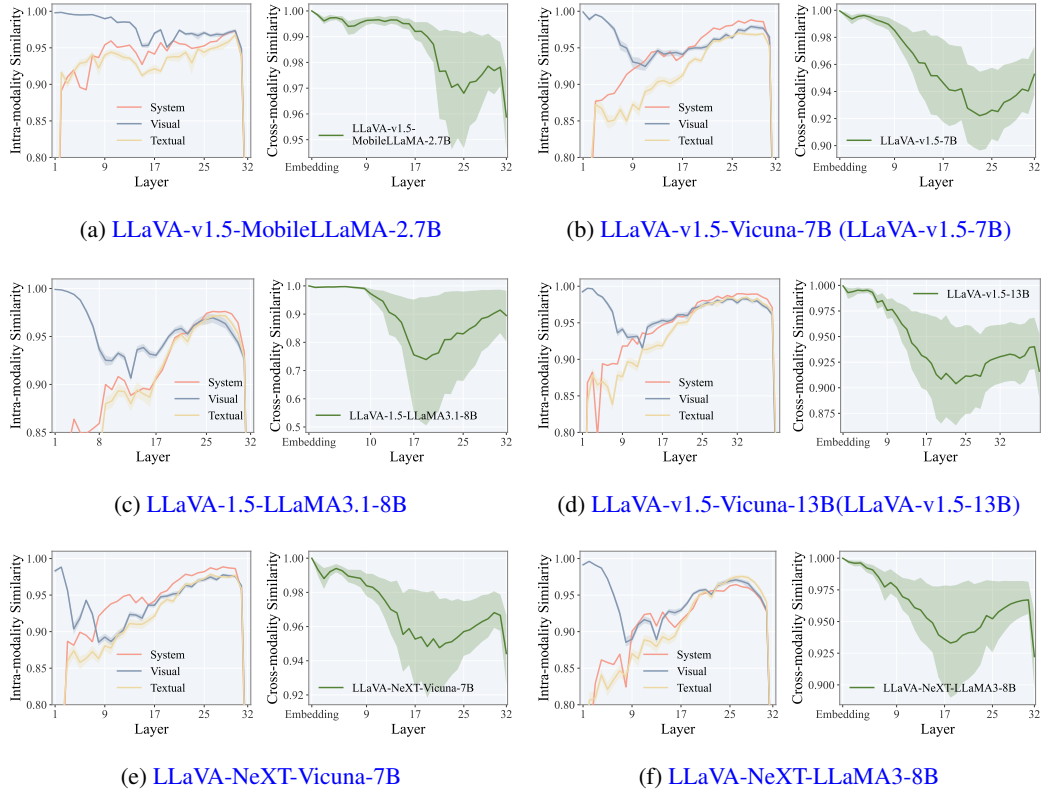 Intra-modality Similarity
1.00
0.95
0.90
0.85
0.80
System
Visual
Textual
1
9
17
25
32
Layer
Cross-modality Similarity
1.00
0.99
0.98
0.97
0.96
0.95
LLaVA-v1.5-
MobileLLaMA-2.7B
Embedding
9
17
25
32
Layer
Intra-modality Similarity
1.00
0.95
0.90
0.85
0.80
System
Visual
Textual
1
9
17
25
32
Layer
Cross-modality Similarity
1.00
0.98
0.96
0.94
0.92
0.90
LLaVA-v1.5-7B
Embedding
9
17
25
32
Layer
(a) LLaVA-v1.5-MobileLLaMA-2.7B
(b) LLaVA-v1.5-Vicuna-7B (LLaVA-v1.5-7B)
Intra-modality Similarity
1.00
0.95
0.90
0.85
System
Visual
Textual
1
8
17
25
32
Layer
Cross-modality Similarity
1.0
0.9
0.8
0.7
0.6
0.5
LLaVA-1.5-LLaMA3.1-8B
Embedding
10
17
25
32
Layer
Intra-modality Similarity
1.00
0.95
0.90
0.85
0.80
System
Visual
Textual
1
9
17
25
32
Layer
Cross-modality Similarity
1.000
0.975
0.950
0.925
0.900
0.875
LLaVA-v1.5-13B
Embedding
9
17
25
32
Layer
(c) LLaVA-1.5-LLaMA3.1-8B
(d) LLaVA-v1.5-Vicuna-13B(LLaVA-v1.5-13B)
Intra-modality Similarity
1.00
0.95
0.90
0.85
0.80
System
Visual
Textual
1
9
17
25
32
Layer
Cross-modality Similarity
1.00
0.98
0.96
0.94
0.92
LLaVA-NeXT-Vicuna-7B
Embedding
9
17
25
32
Layer
Intra-modality Similarity
1.00
0.95
0.90
0.85
0.80
System
Visual
Textual
1
9
17
25
32
Layer
Cross-modality Similarity
1.000
0.975
0.950
0.925
0.900
LLaVA-NeXT-LLaMA3-8B
Embedding
9
17
25
32
Layer
(e) LLaVA-NeXT-Vicuna-7B
(f) LLaVA-NeXT-LLaMA3-8B